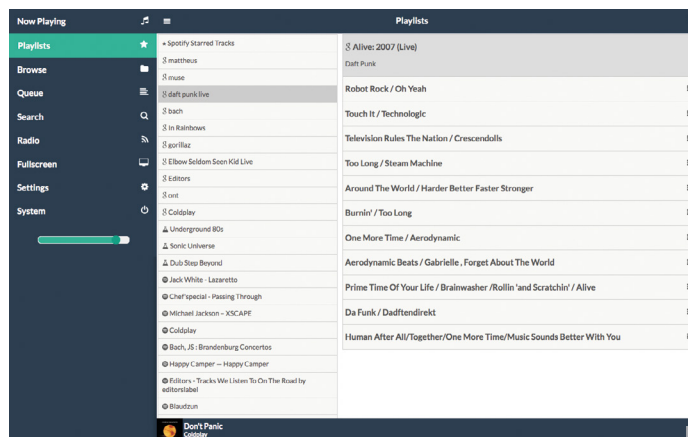 Now Playing
Playlists
Browse
Queue
Search
Radio
Fullscreen
Settings
System
Playlists
Spotify Starred Tracks
mattheus
muse
daft punk live
bach
In Rainbows
gorillaz
Elbow Seldom Seen Kid Live
Editors
ont
Coldplay
Underground 80s
Sonic Universe
Dub Step Beyond
Jack White - Lazaretto
Chef'special - Passing Through
Michael Jackson – XSCAPE
Coldplay
Bach, JS : Brandenburg Concertos
Happy Camper — Happy Camper
Editors - Tracks We Listen To On The Road by
editorslabel
Blaudzun
Alive: 2007 (Live)
Daft Punk
Robot Rock / Oh Yeah
Touch It / Technologic
Television Rules The Nation / Crescendolls
Too Long / Steam Machine
Around The World / Harder Better Faster Stronger
Burnin' / Too Long
One More Time / Aerodynamic
Aerodynamic Beats / Gabrielle , Forget About The World
Prime Time Of Your Life / Brainwasher /Rollin 'and Scratchin' / Alive
Da Funk / Dadftendirekt
Human After All/Together/One More Time/Music Sounds Better With You
Don't Panic
Coldplay